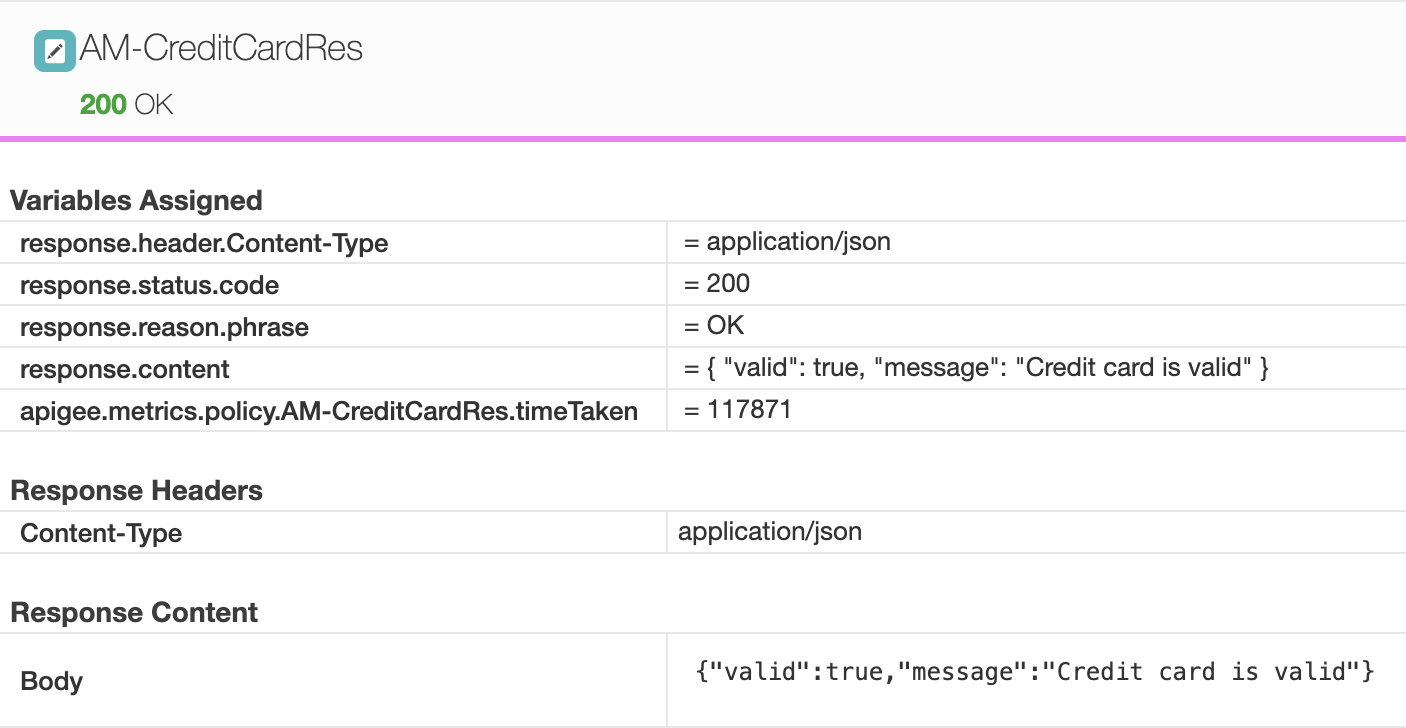 AM-CreditCardRes
200 OK
Variables Assigned
response.header.Content-Type = application/json
response.status.code = 200
response.reason.phrase = OK
response.content = { "valid": true, "message": "Credit card is valid" }
apigee.metrics.policy.AM-CreditCardRes.timeTaken = 117871
Response Headers
Content-Type application/json
Response Content
Body {"valid":true,"message":"Credit card is valid"}